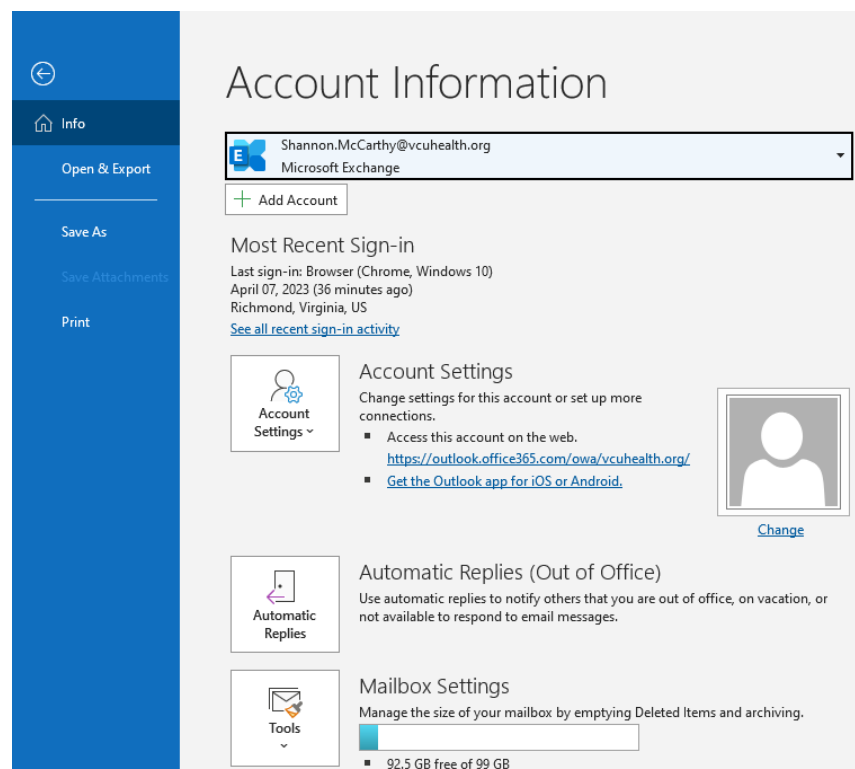 Account Information
Info
Open & Export
Save As
Save Attachments
Print
Shannon.McCarthy@vcuhealth.org
E
Microsoft Exchange
Add Account
Most Recent Sign-in
Last sign-in: Browser (Chrome, Windows 10)
April 07, 2023 (36 minutes ago)
Richmond, Virginia, US
See all recent sign-in activity
Account
Settings
Account Settings
Change settings for this account or set up more
connections.
Access this account on the web.
https://outlook.office365.com/owa/vcuhealth.org/
Get the Outlook app for iOS or Android.
Change
Automatic
Replies
Automatic Replies (Out of Office)
Use automatic replies to notify others that you are out of office, on vacation, or
not available to respond to email messages.
Tools
Mailbox Settings
Manage the size of your mailbox by emptying Deleted Items and archiving.
92.5 GB free of 99 GB